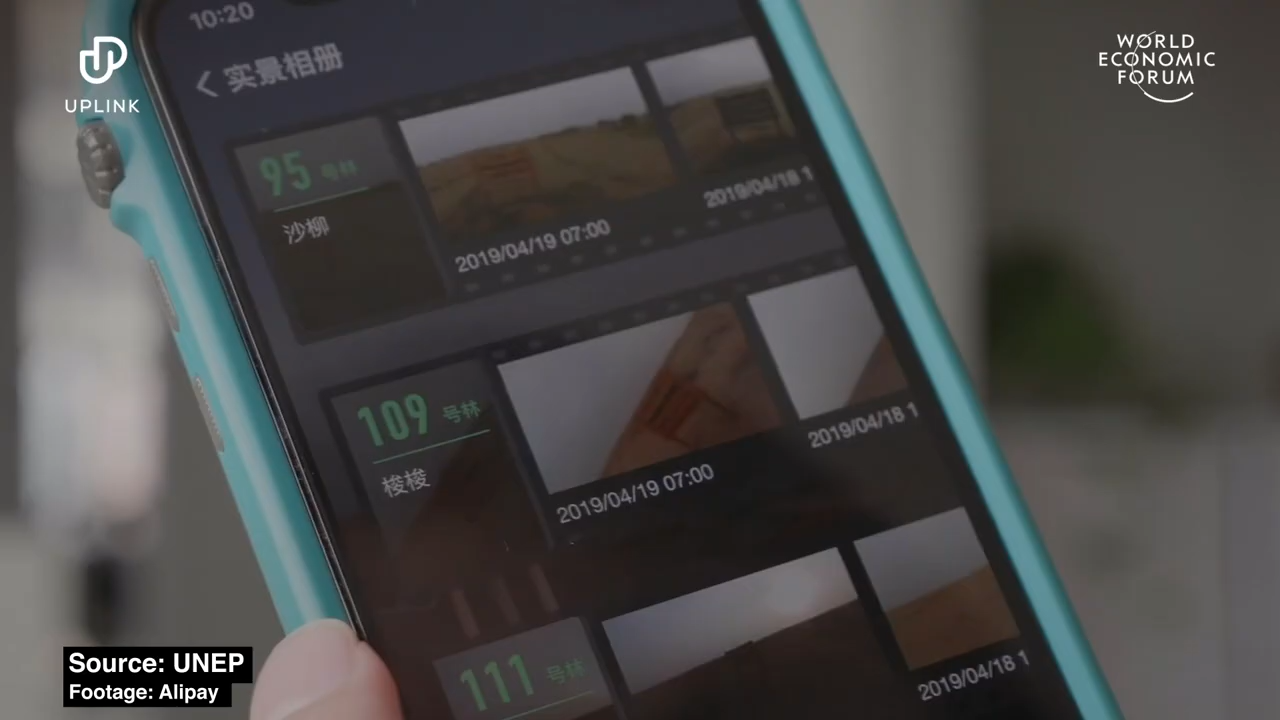 10:20
UPLINK
WORLD
ECONOMIC
FORUM
实景相册
95 号林
沙柳
2019/04/19 07:00
2019/04/18 1
109 号林
梭梭
2019/04/19 07:00
2019/04/18 1
111 号林
2019/04/18 1
Source: UNEP
Footage: Alipay